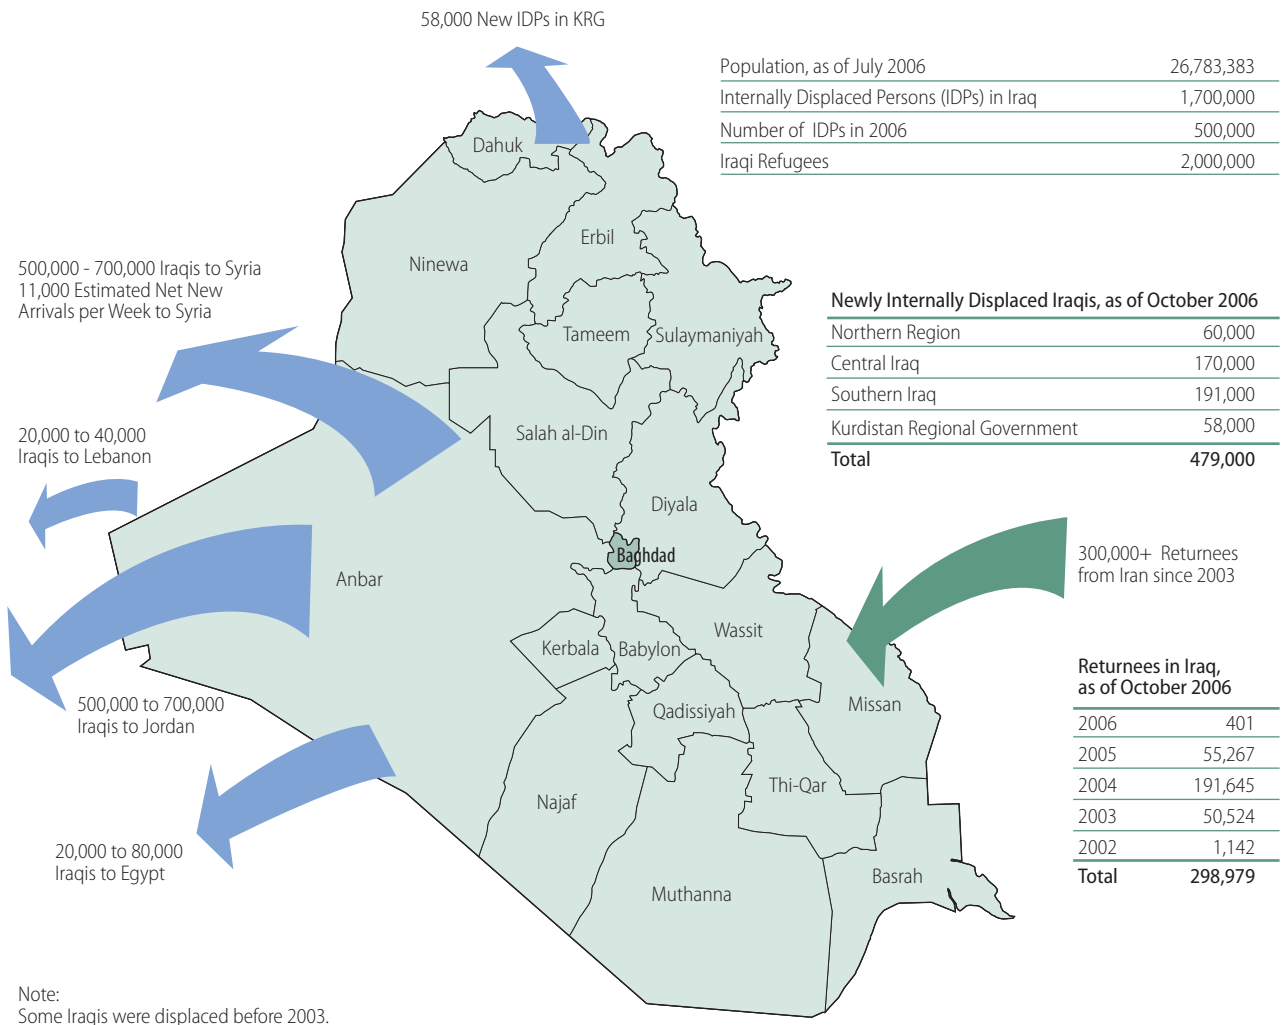 58,000 New IDPs in KRG
Population, as of July 2006 26,783,383
Internally Displaced Persons (IDPs) in Iraq 1,700,000
Number of IDPs in 2006 500,000
Iraqi Refugees 2,000,000
Dahuk
Erbil
Ninewa
Tameem
Sulaymaniyah
Salah al-Din
Diyala
Baghdad
Anbar
Wassit
Kerbala
Babylon
Qadissiyah
Missan
Thi-Qar
Najaf
Muthanna
Basrah
500,000 - 700,000 Iraqis to Syria
11,000 Estimated Net New
Arrivals per Week to Syria
20,000 to 40,000
Iraqis to Lebanon
500,000 to 700,000
Iraqis to Jordan
20,000 to 80,000
Iraqis to Egypt
Newly Internally Displaced Iraqis, as of October 2006
Northern Region 60,000
Central Iraq 170,000
Southern Iraq 191,000
Kurdistan Regional Government 58,000
Total 479,000
300,000+ Returnees
from Iran since 2003
Returnees in Iraq,
as of October 2006
2006 401
2005 55,267
2004 191,645
2003 50,524
2002 1,142
Total 298,979
Note:
Some Iraqis were displaced before 2003.